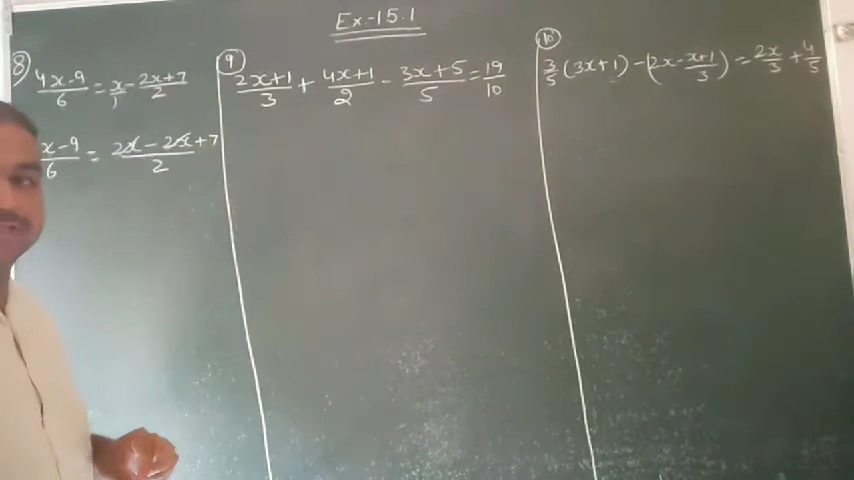 Ex-15.1
8) 4x-9/6 = x/1 - 2x+7/2
x-9/6 = 2x-2x+7/2
9 2x+1/3 + 4x+1/2 - 3x+5/5 = 19/10
10 3/5 (3x+1) - (2x - x+1/3) = 2x/3 + 4/5